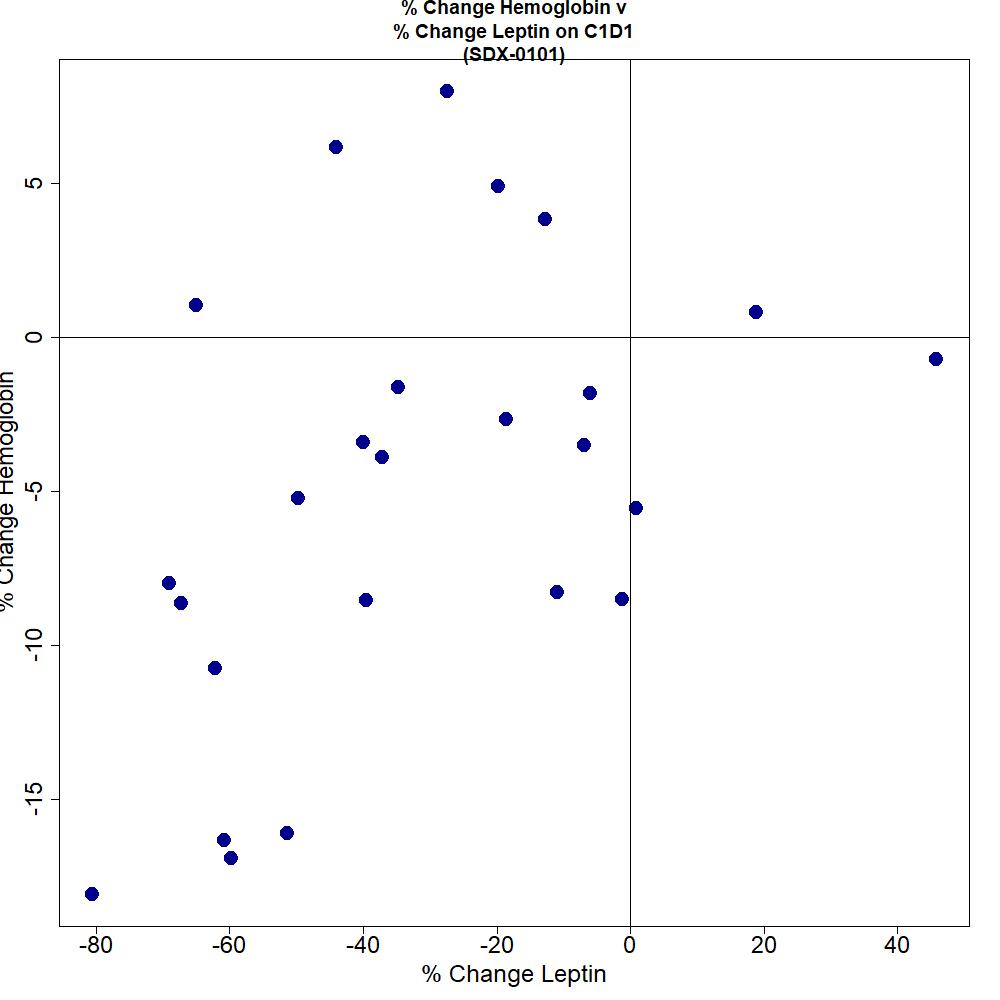 % Change Hemoglobin v
% Change Leptin on C1D1
(SDX-0101)
% Change Hemoglobin
5
0
-5
-10
-15
-80 -60 -40 -20 0 20 40
% Change Leptin